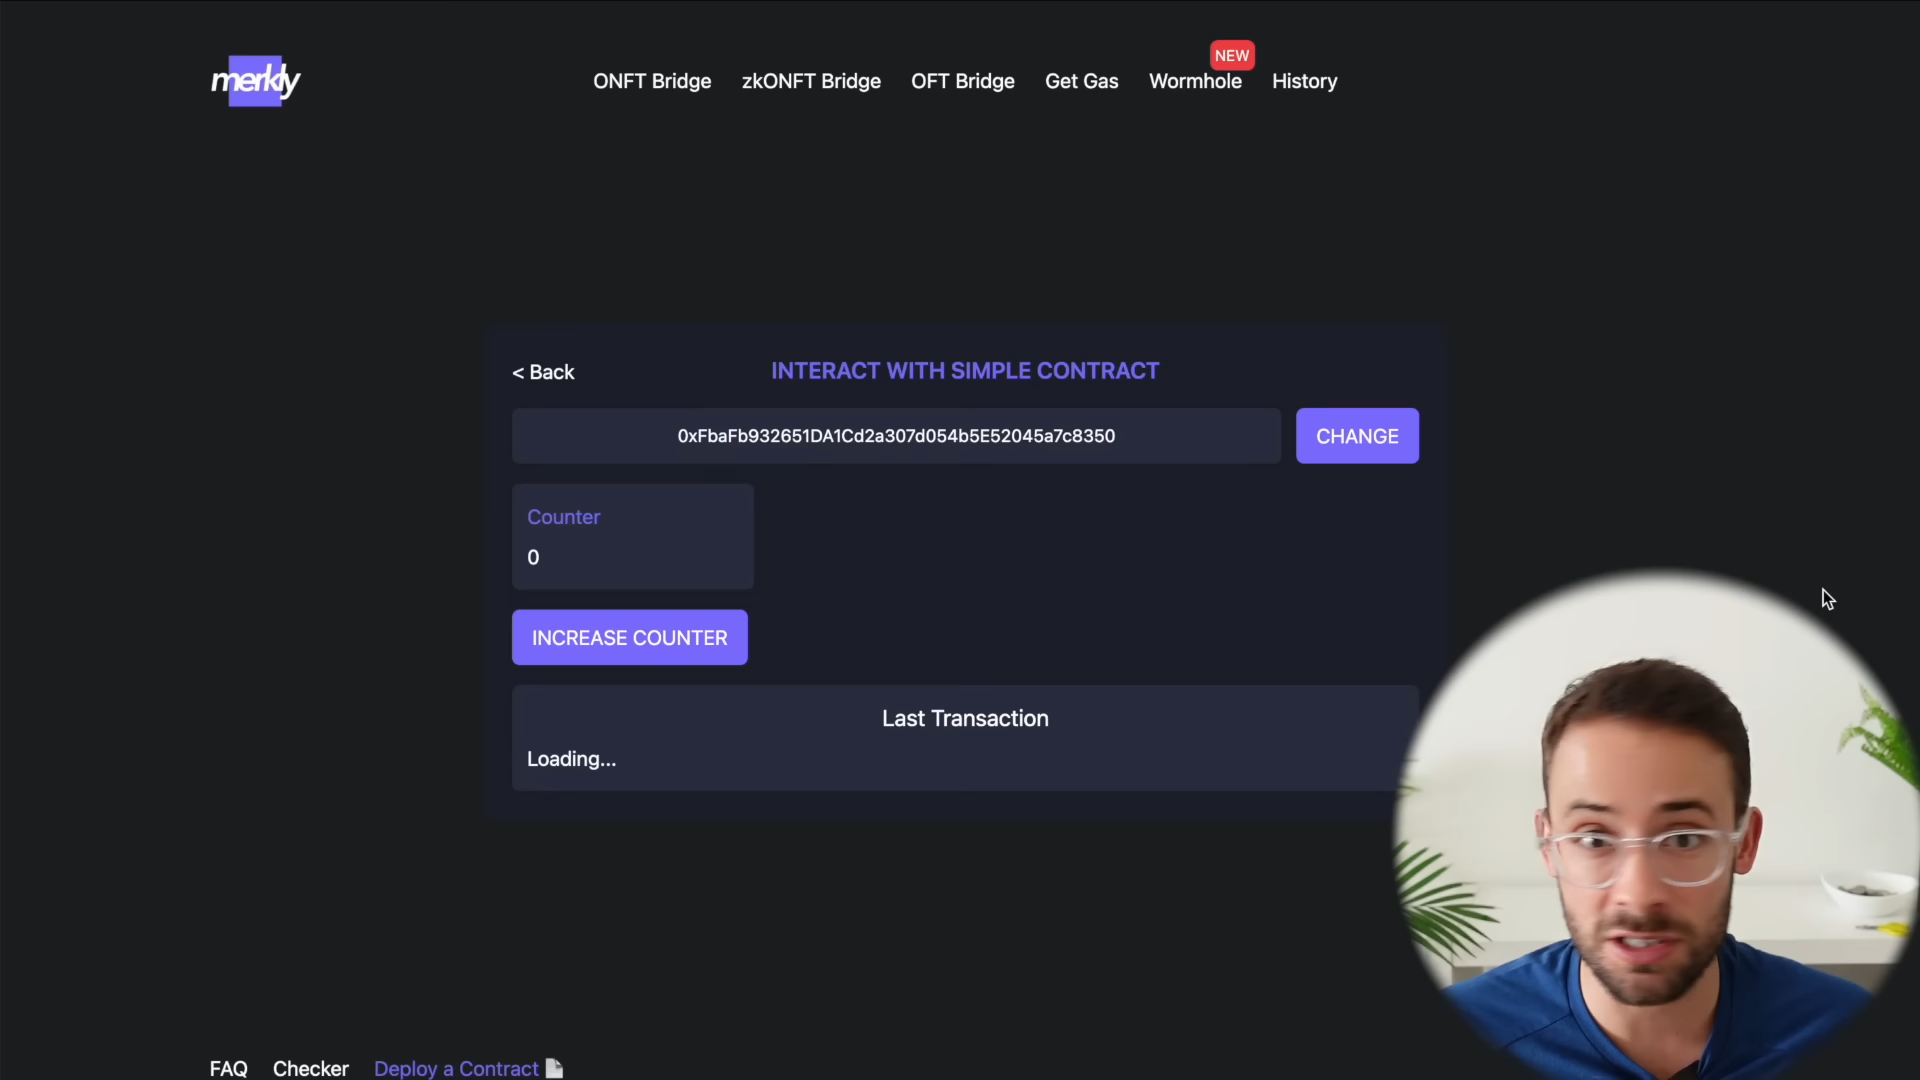 merkly
ONFT Bridge
zkONFT Bridge
OFT Bridge
Get Gas
Wormhole
NEW
History
< Back
INTERACT WITH SIMPLE CONTRACT
0xFbaFb932651DA1Cd2a307d054b5E52045a7c8350
CHANGE
Counter
0
INCREASE COUNTER
Last Transaction
Loading...
FAQ
Checker
Deploy a Contract